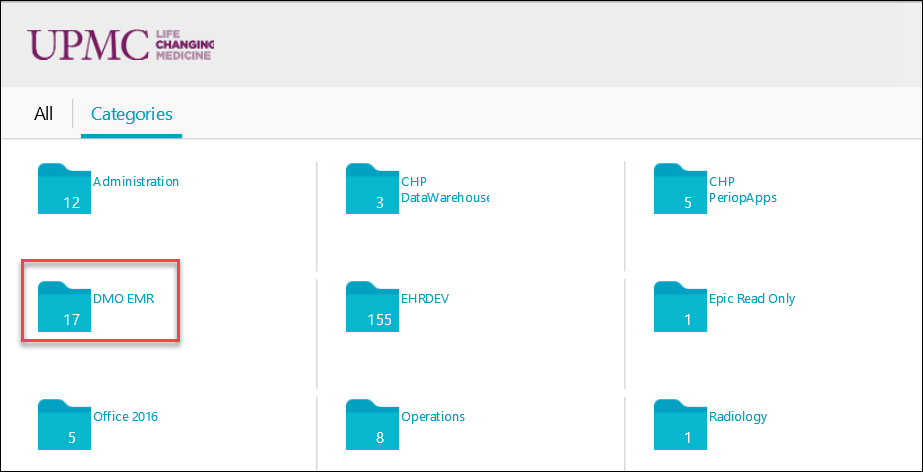 UPMC
LIFE
CHANGING
MEDICINE
All
Categories
12
Administration
3
CHP
DataWarehouse
5
CHP
PeriopApps
17
DMO EMR
155
EHRDEV
1
Epic Read Only
5
Office 2016
8
Operations
1
Radiology